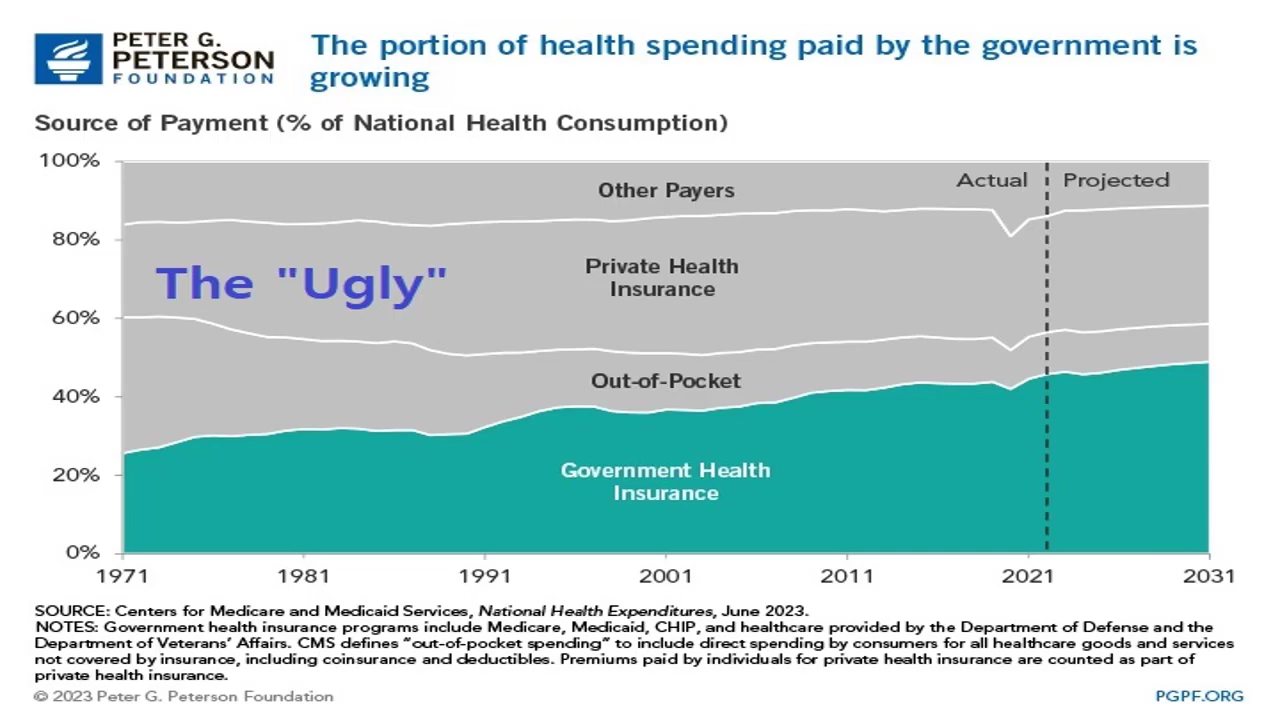 PETER G.
PETERSON
FOUNDATION
The portion of health spending paid by the government is
growing
Source of Payment (% of National Health Consumption)
100%
80%
60%
40%
20%
0%
Other Payers
Actual
Projected
The "Ugly"
Private Health
Insurance
Out-of-Pocket
Government Health
Insurance
1971
1981
1991
2001
2011
2021
2031
SOURCE: Centers for Medicare and Medicaid Services, National Health Expenditures, June 2023.
NOTES: Government health insurance programs include Medicare, Medicaid, CHIP, and healthcare provided by the Department of Defense and the
Department of Veterans’ Affairs. CMS defines “out-of-pocket spending” to include direct spending by consumers for all healthcare goods and services
not covered by insurance, including coinsurance and deductibles. Premiums paid by individuals for private health insurance are counted as part of
private health insurance.
© 2023 Peter G. Peterson Foundation
PGPF.ORG